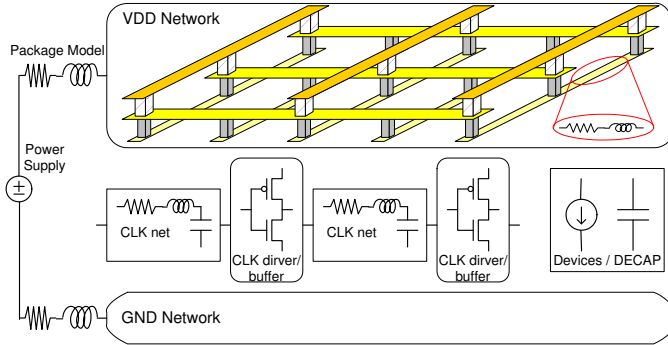 VDD Network
Package Model
Power
Supply
±
CLK net
CLK dirver/
buffer
CLK net
CLK dirver/
buffer
Devices / DECAP
GND Network